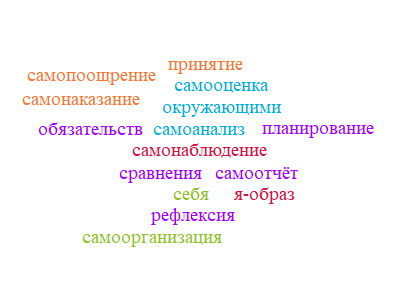 принятие
самопоощрение
самооценка
самонаказание
окружающими
обязательств самоанализ планирование
самонаблюдение
сравнения самоотчёт
себя я-образ
рефлексия
самоорганизация